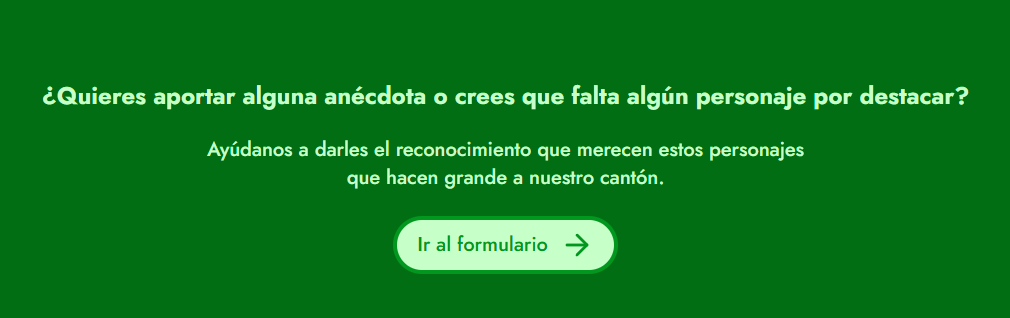 ¿Quieres aportar alguna anécdota o crees que falta algún personaje por destacar?
Ayúdanos a darles el reconocimiento que merecen estos personajes
que hacen grande a nuestro cantón.
Ir al formulario